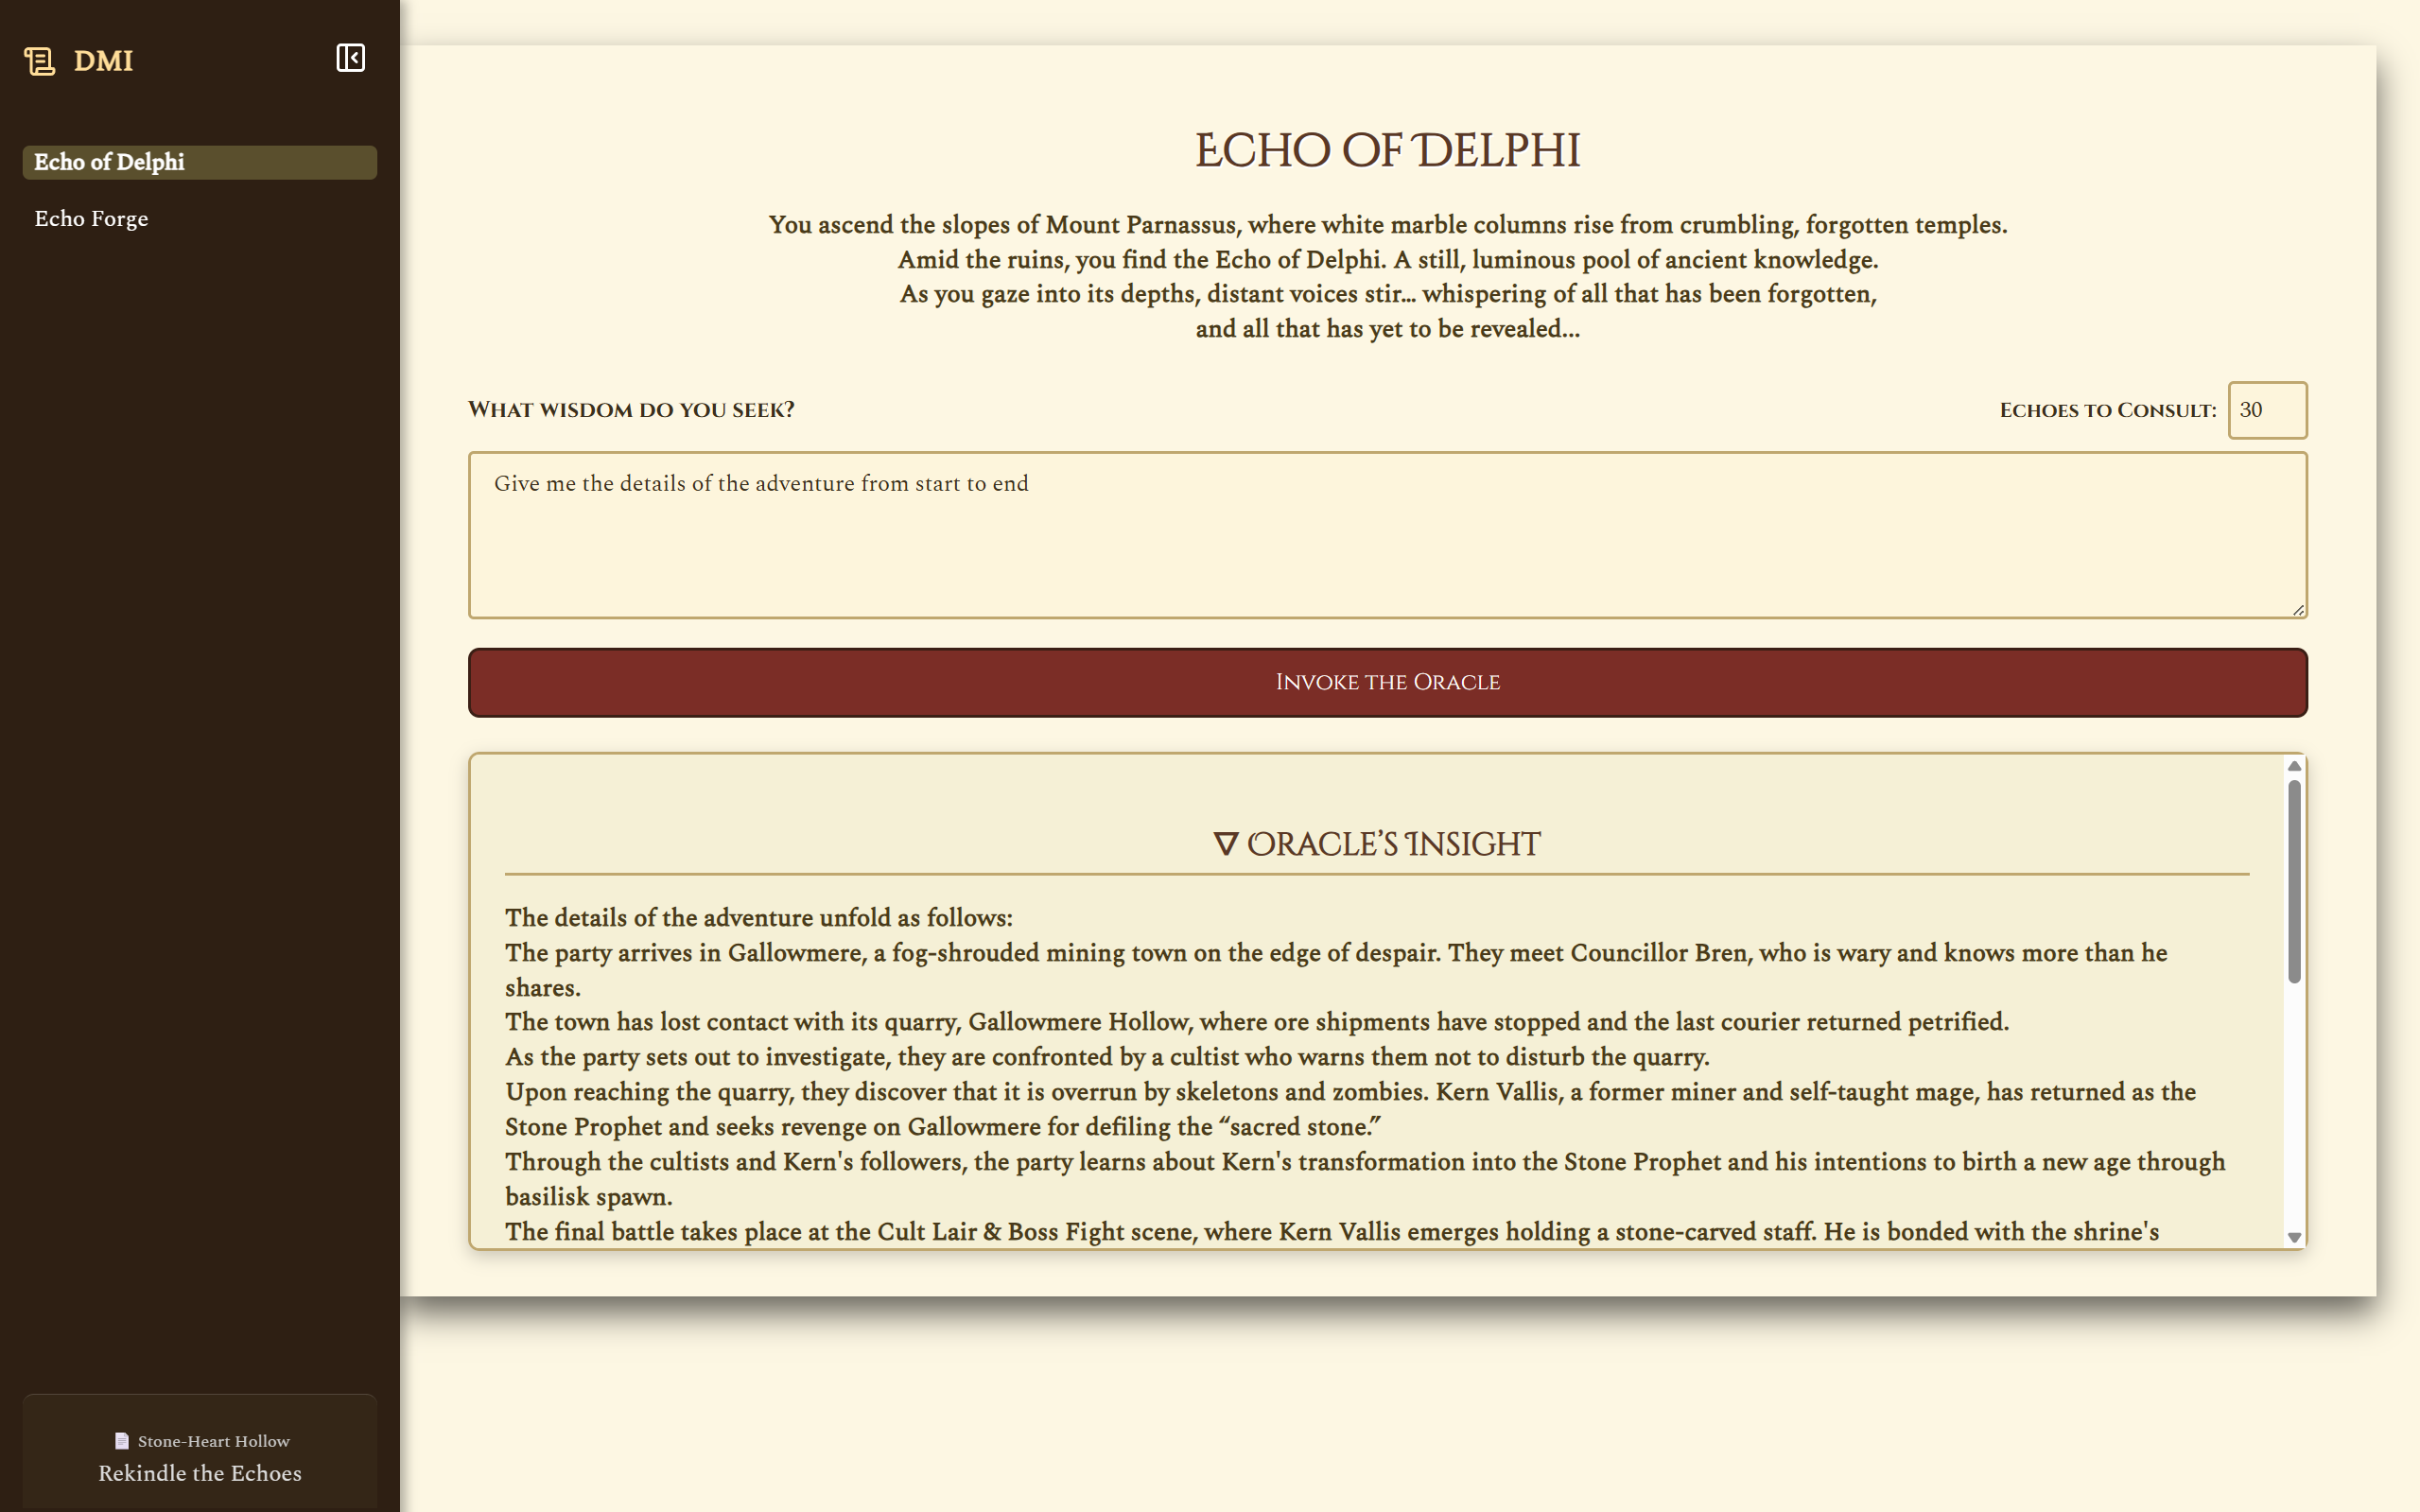 DMI
Echo of Delphi
Echo Forge
Stone-Heart Hollow
Rekindle the Echoes
Echo of Delphi
You ascend the slopes of Mount Parnassus, where white marble columns rise from crumbling, forgotten temples.
Amid the ruins, you find the Echo of Delphi. A still, luminous pool of ancient knowledge.
As you gaze into its depths, distant voices stir... whispering of all that has been forgotten,
and all that has yet to be revealed...
What wisdom do you seek?
Echoes to Consult: 30
Give me the details of the adventure from start to end
Invoke the Oracle
Oracle’s Insight
The details of the adventure unfold as follows:
The party arrives in Gallowmere, a fog-shrouded mining town on the edge of despair. They meet Councillor Bren, who is wary and knows more than he
shares.
The town has lost contact with its quarry, Gallowmere Hollow, where ore shipments have stopped and the last courier returned petrified.
As the party sets out to investigate, they are confronted by a cultist who warns them not to disturb the quarry.
Upon reaching the quarry, they discover that it is overrun by skeletons and zombies. Kern Vallis, a former miner and self-taught mage, has returned as the
Stone Prophet and seeks revenge on Gallowmere for defiling the “sacred stone.”
Through the cultists and Kern's followers, the party learns about Kern's transformation into the Stone Prophet and his intentions to birth a new age through
basilisk spawn.
The final battle takes place at the Cult Lair & Boss Fight scene, where Kern Vallis emerges holding a stone-carved staff. He is bonded with the shrine's